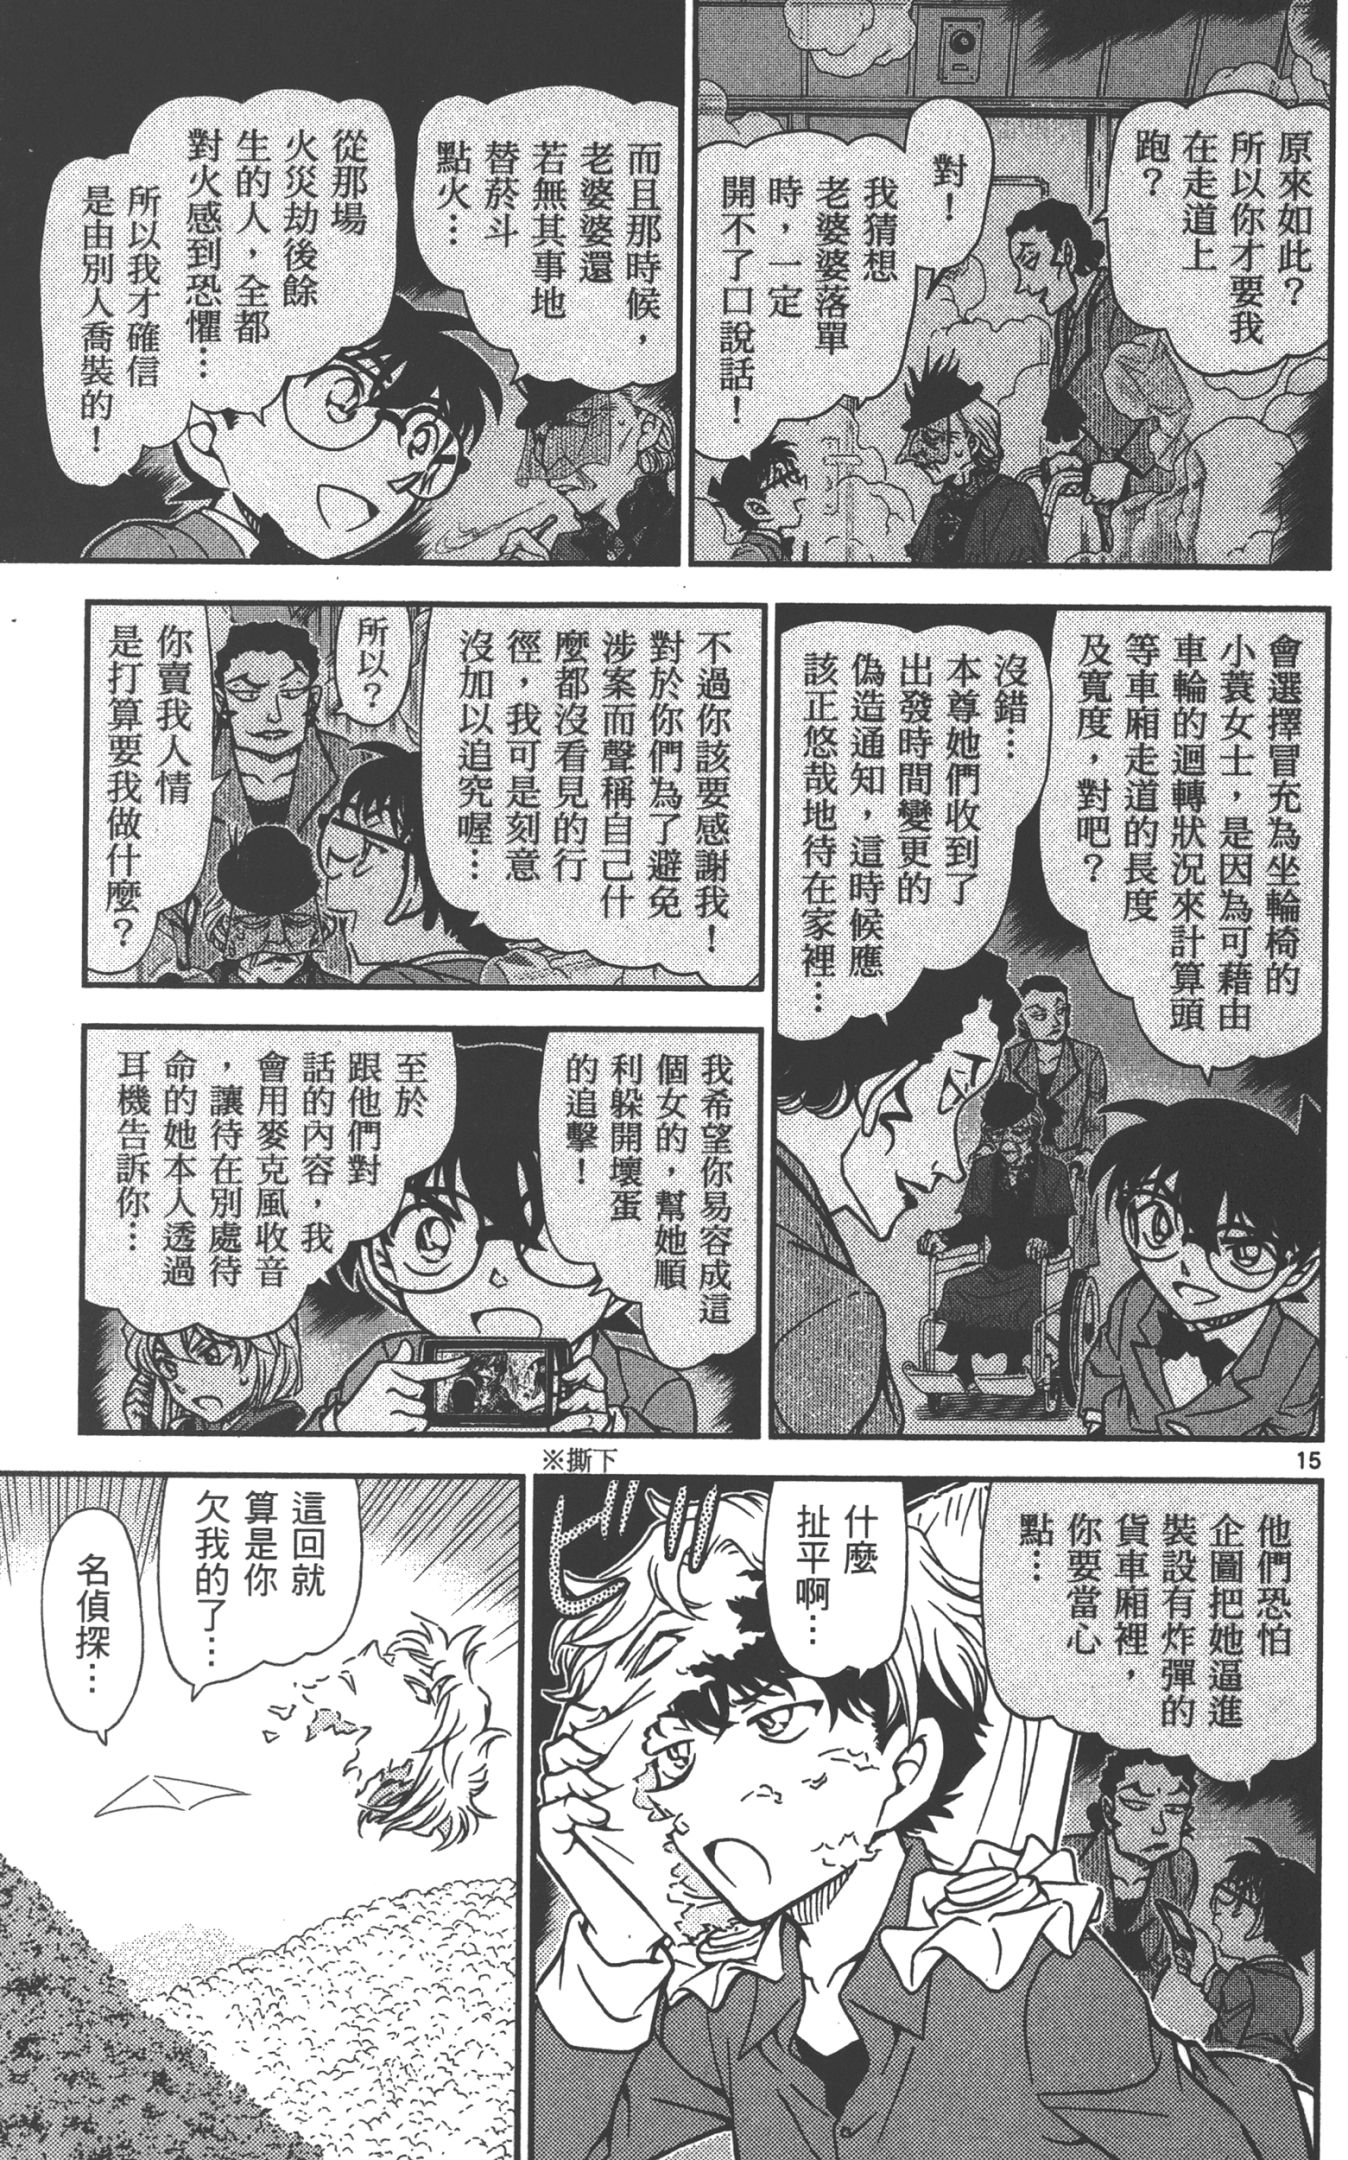 原來如此？
所以你才要我
在走道上
跑？
對！
我猜想
老婆婆落單
時，一定
開不了口說話！
而且那時候，
老婆婆還
若無其事地
替菸斗
點火…
從那場
火災劫後餘
生的人，全都
對火感到恐懼…
所以我才確信
是由別人喬裝的！
會選擇冒充為坐輪椅的
小蓑女士，是因為可藉由
車輪的迴轉狀況來計算頭
等車廂走道的長度
及寬度，對吧？
沒錯…
本尊她們收到了
出發時間變更的
偽造通知，這時候應
該正悠哉地待在家裡…
不過你該要感謝我！
對於你們為了避免
涉案而聲稱自己什
麼都沒看見的行
徑，我可是刻意
沒加以追究喔…
所以？
你賣我人情
是打算要我做什麼？
我希望你易容成這
個女的，幫她順
利躲開壞蛋
的追擊！
至於
跟他們對
話的內容，我
會用麥克風收音
，讓待在別處待
命的她本人透過
耳機告訴你…
15
他們恐怕
企圖把她逼進
裝設有炸彈的
貨車廂裡，
你要當心
點…
※撕下
什麼
扯平啊…
這回就
算是你
欠我的了…
名偵探…